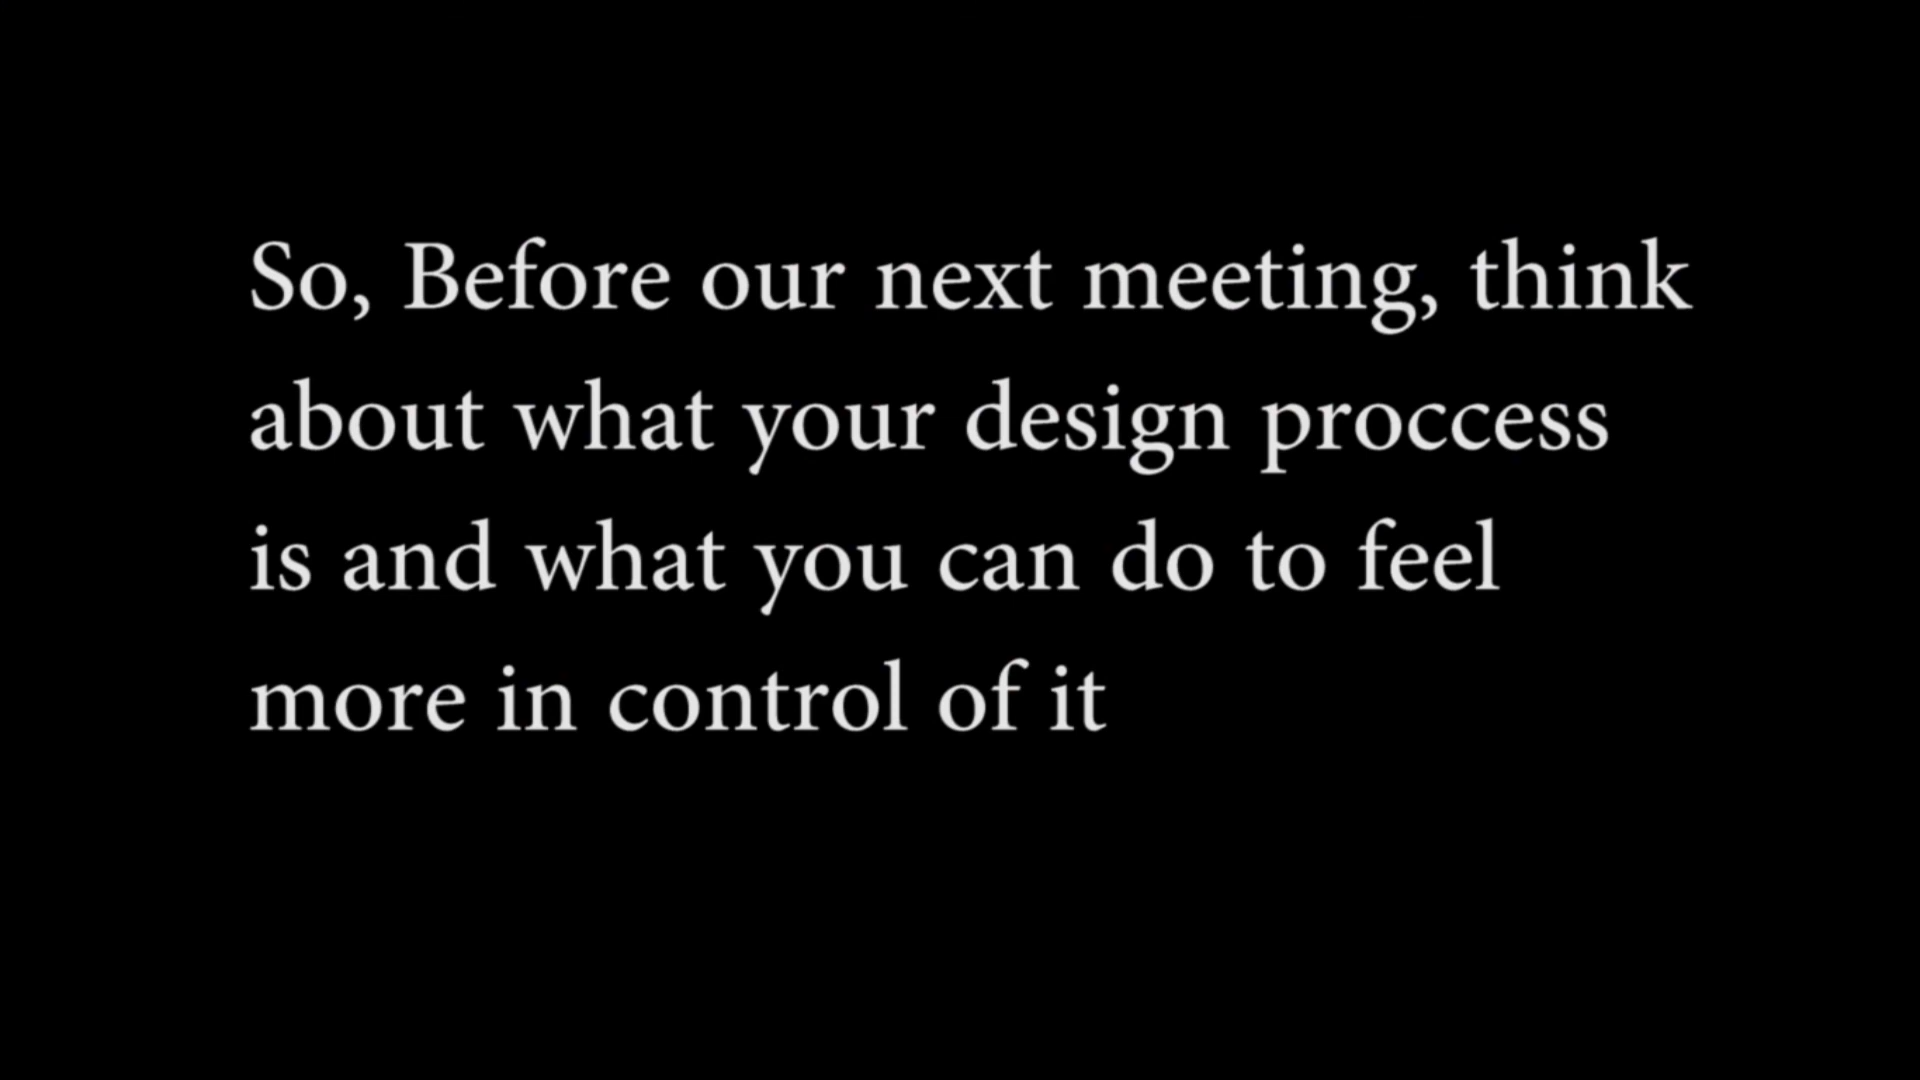 So, Before our next meeting, think
about what your design proccess
is and what you can do to feel
more in control of it